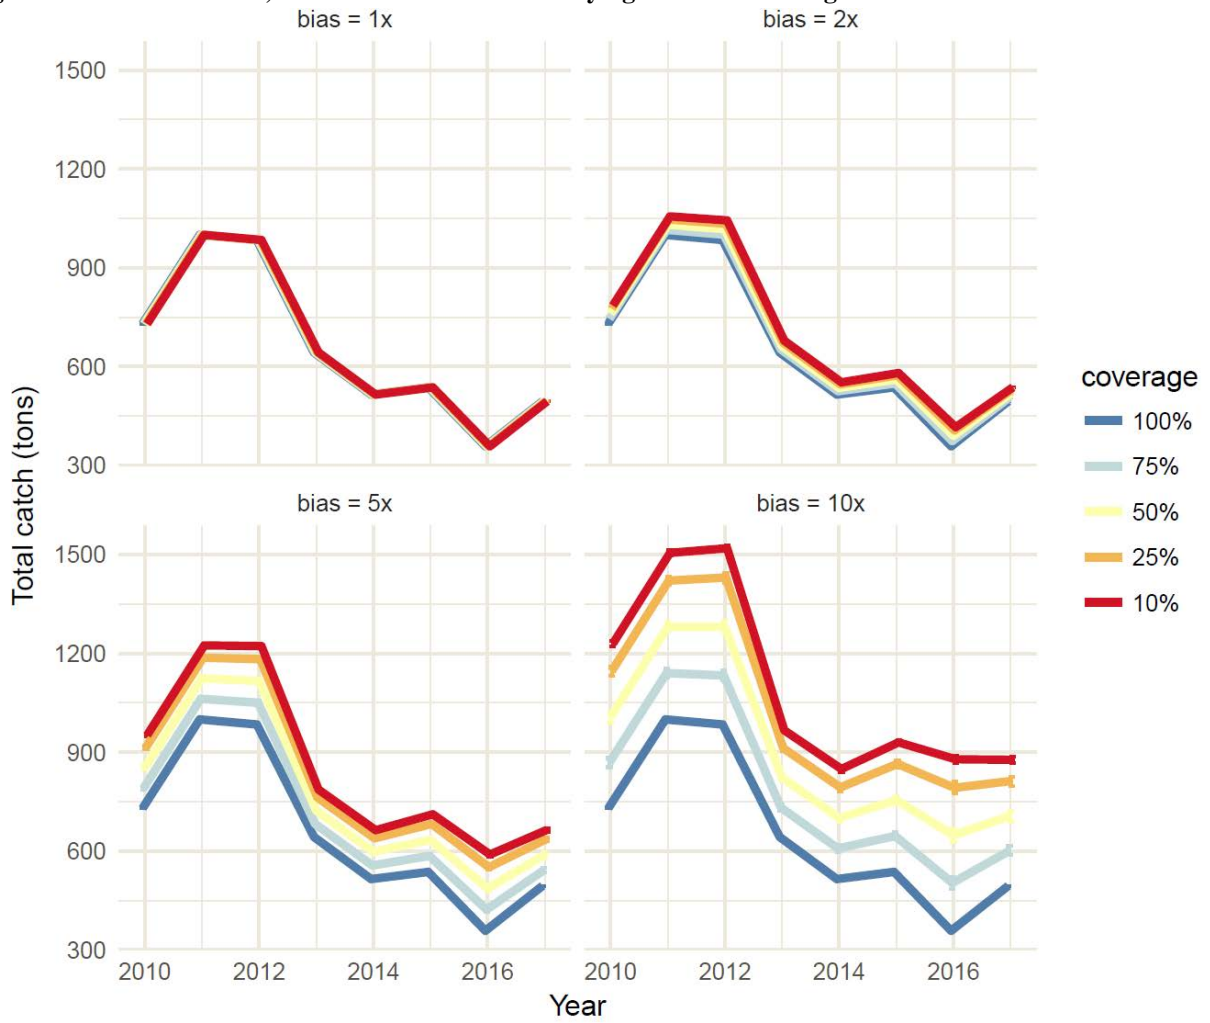 bias = 1x
bias = 2x
1500
1200
900
600
300
bias = 5x
bias = 10x
1500
1200
900
600
300
2010 2012 2014 2016
2010 2012 2014 2016
Year
Total catch (tons)
coverage
100%
75%
50%
25%
10%